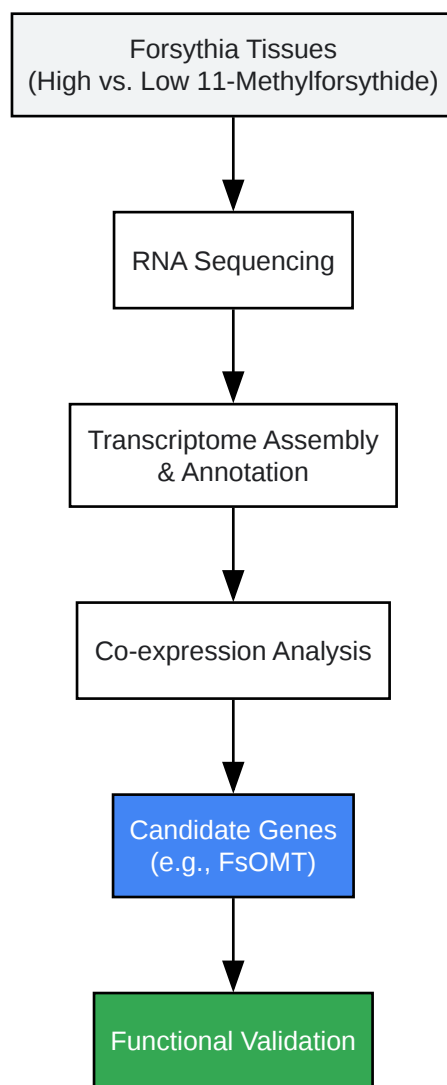 Forsythia Tissues
(High vs. Low 11-Methylforsythide)
RNA Sequencing
Transcriptome Assembly
& Annotation
Co-expression Analysis
Candidate Genes
(e.g., FsOMT)
Functional Validation